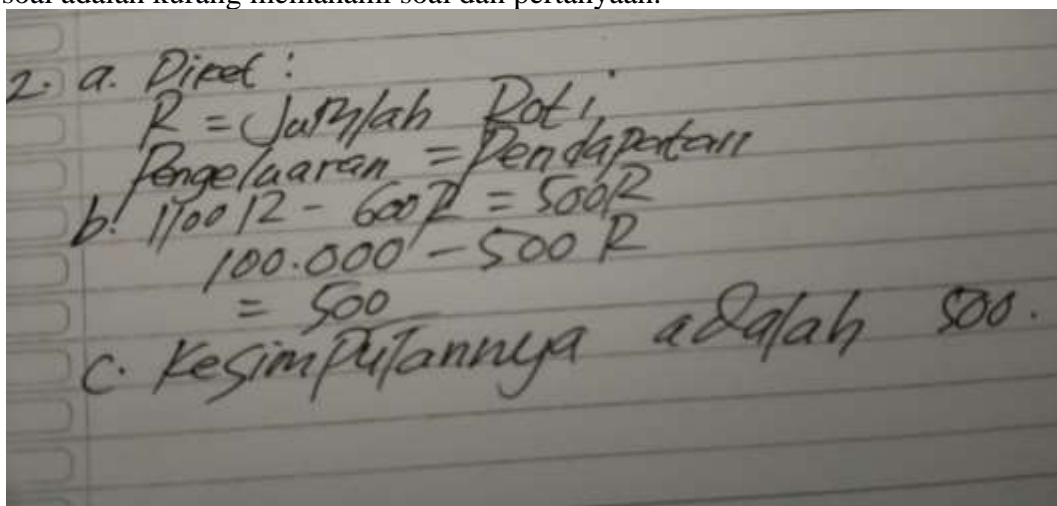 soal adalah kurang memahami soal dan pertanyaan.
2. a. Diket :
R = Jumlah Roti
Pengeluaran = Pendapatan
b. 1100 R - 600 R = 500 R
100.000 - 500 R
= 500
c. Kesimpulannya adalah 500.